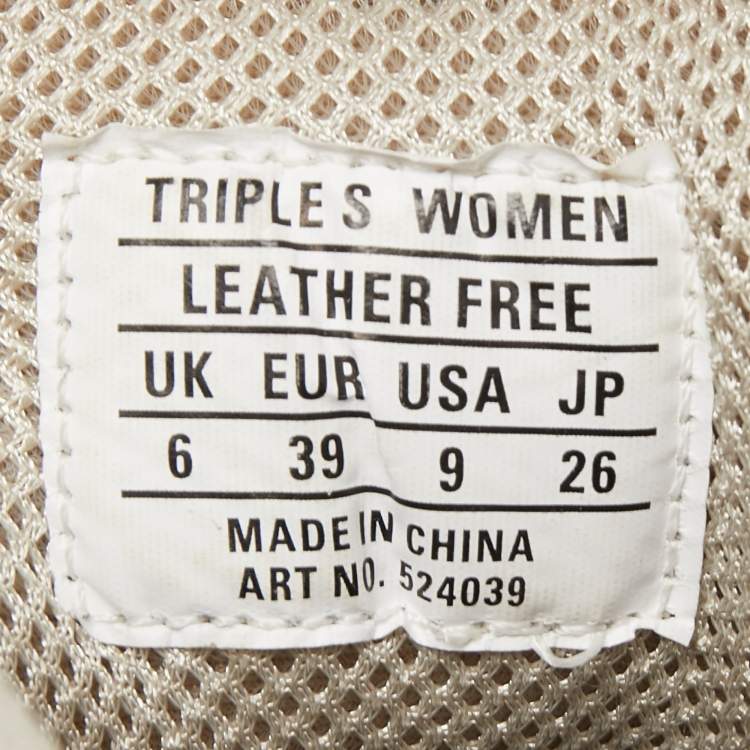 TRIPLE S WOMEN
LEATHER FREE
UK EUR USA JP
6 39 9 26
MADE IN CHINA
ART NO. 524039